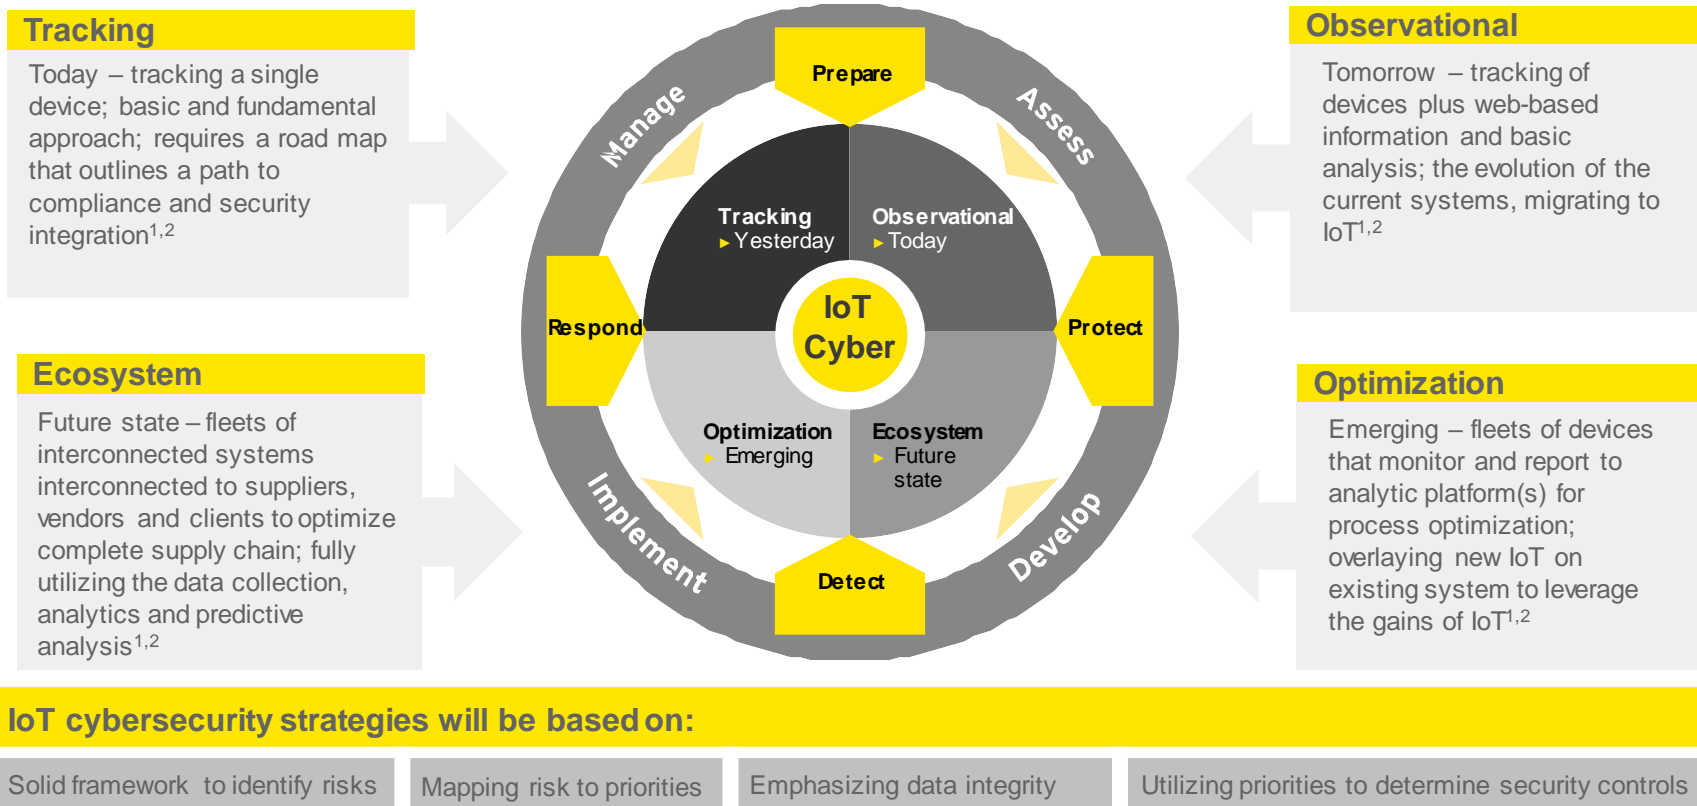 Tracking
Today – tracking a single
device; basic and fundamental
approach; requires a road map
that outlines a path to
compliance and security
integration1,2
Ecosystem
Future state – fleets of
interconnected systems
interconnected to suppliers,
vendors and clients to optimize
complete supply chain; fully
utilizing the data collection,
analytics and predictive
analysis1,2
Prepare
Manage
Assess
Tracking
► Yesterday
Observational
► Today
Respond
IoT
Cyber
Protect
Optimization
► Emerging
Ecosystem
► Future
state
Implement
Develop
Detect
Observational
Tomorrow – tracking of
devices plus web-based
information and basic
analysis; the evolution of the
current systems, migrating to
IoT1,2
Optimization
Emerging – fleets of devices
that monitor and report to
analytic platform(s) for
process optimization;
overlaying new IoT on
existing system to leverage
the gains of IoT1,2
IoT cybersecurity strategies will be based on:
Solid framework to identify risks
Mapping risk to priorities
Emphasizing data integrity
Utilizing priorities to determine security controls